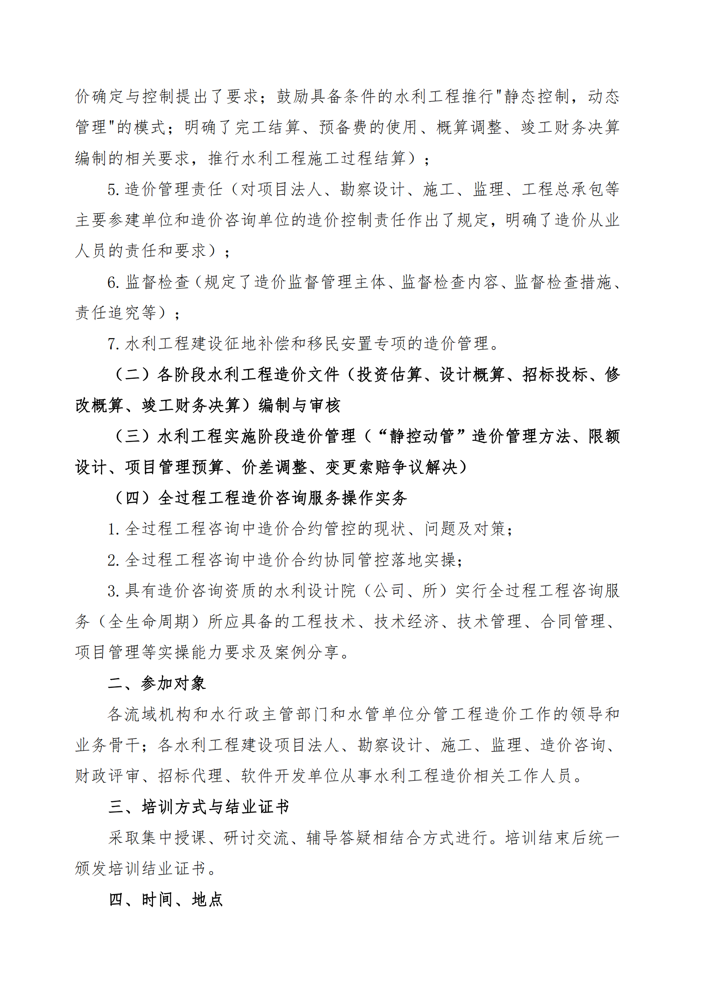 价确定与控制提出了要求；鼓励具备条件的水利工程推行"静态控制，动态
管理"的模式；明确了完工结算、预备费的使用、概算调整、竣工财务决算
编制的相关要求，推行水利工程施工过程结算）；
5. 造价管理责任（对项目法人、勘察设计、施工、监理、工程总承包等
主要参建单位和造价咨询单位的造价控制责任作出了规定，明确了造价从业
人员的责任和要求）；
6. 监督检查（规定了造价监督管理主体、监督检查内容、监督检查措施、
责任追究等）；
7. 水利工程建设征地补偿和移民安置专项的造价管理。
（二）各阶段水利工程造价文件（投资估算、设计概算、招标投标、修
改概算、竣工财务决算）编制与审核
（三）水利工程实施阶段造价管理（“静控动管”造价管理方法、限额
设计、项目管理预算、价差调整、变更索赔争议解决）
（四）全过程工程造价咨询服务操作实务
1. 全过程工程咨询中造价合约管控的现状、问题及对策；
2. 全过程工程咨询中造价合约协同管控落地实操；
3. 具有造价咨询资质的水利设计院（公司、所）实行全过程工程咨询服
务（全生命周期）所应具备的工程技术、技术经济、技术管理、合同管理、
项目管理等实操能力要求及案例分享。
二、参加对象
各流域机构和水行政主管部门和水管单位分管工程造价工作的领导和
业务骨干；各水利工程建设项目法人、勘察设计、施工、监理、造价咨询、
财政评审、招标代理、软件开发单位从事水利工程造价相关工作人员。
三、培训方式与结业证书
采取集中授课、研讨交流、辅导答疑相结合方式进行。培训结束后统一
颁发培训结业证书。
四、时间、地点